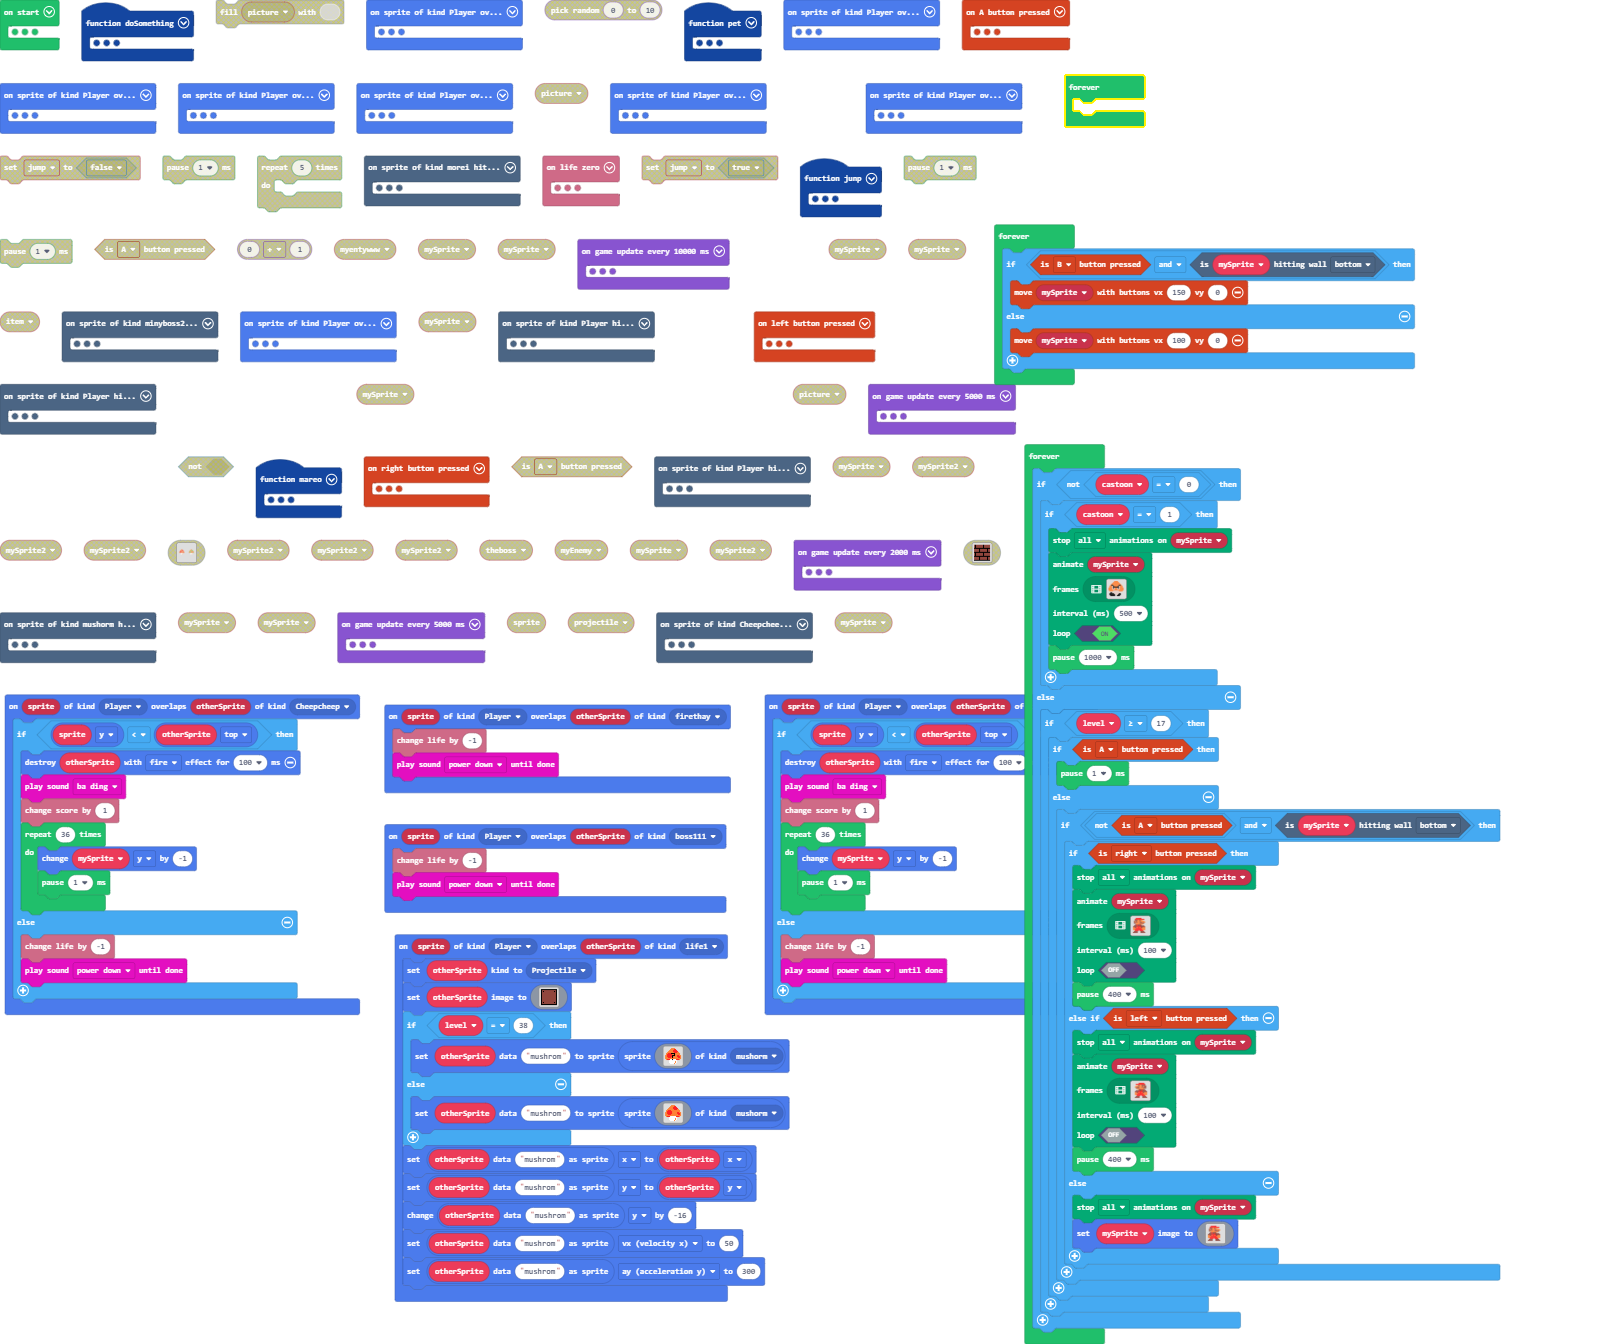 on start
function doSomething
fill picture with
on sprite of kind Player ov...
pick random 0 to 10
function pet
on sprite of kind Player ov...
on A button pressed
on sprite of kind Player ov...
on sprite of kind Player ov...
on sprite of kind Player ov...
picture
on sprite of kind Player ov...
on sprite of kind Player ov...
forever
set jump to false
pause 1 ms
repeat 5 times
do
on sprite of kind morei hit...
on life zero
set jump to true
function jump
pause 1 ms
pause 1 ms
is A button pressed
0 + 1
myentywww
mySprite
mySprite
on game update every 10000 ms
mySprite
mySprite
forever
if is B button pressed and is mySprite hitting wall bottom then
move mySprite with buttons vx 150 vy 0
else
move mySprite with buttons vx 100 vy 0
item
on sprite of kind minyboss2...
on sprite of kind Player ov...
mySprite
on sprite of kind Player hi...
on left button pressed
on sprite of kind Player hi...
mySprite
picture
on game update every 5000 ms
not
function mareo
on right button pressed
is A button pressed
on sprite of kind Player hi...
mySprite
mySprite2
mySprite2
mySprite2
mySprite2
mySprite2
mySprite2
theboss
myEnemy
mySprite
mySprite2
on game update every 2000 ms
on sprite of kind mushorm h...
mySprite
mySprite
on game update every 5000 ms
sprite
projectile
on sprite of kind Cheepchee...
mySprite
on sprite of kind Player overlaps otherSprite of kind Cheepcheep
if sprite y < otherSprite top then
destroy otherSprite with fire effect for 100 ms
play sound ba ding
change score by 1
repeat 36 times
do change mySprite y by -1
pause 1 ms
else
change life by -1
play sound power down until done
on sprite of kind Player overlaps otherSprite of kind firethay
change life by -1
play sound power down until done
on sprite of kind Player overlaps otherSprite of kind boss111
change life by -1
play sound power down until done
on sprite of kind Player overlaps otherSprite of kind life1
set otherSprite kind to Projectile
set otherSprite image to
if level = 38 then
set otherSprite data "mushrom" to sprite sprite of kind mushorm
else
set otherSprite data "mushrom" to sprite sprite of kind mushorm
set otherSprite data "mushrom" as sprite x to otherSprite x
set otherSprite data "mushrom" as sprite y to otherSprite y
change otherSprite data "mushrom" as sprite y by -16
set otherSprite data "mushrom" as sprite vx (velocity x) to 50
set otherSprite data "mushrom" as sprite ay (acceleration y) to 300
on sprite of kind Player overlaps otherSprite of
if sprite y < otherSprite top
destroy otherSprite with fire effect for 100
play sound ba ding
change score by 1
repeat 36 times
do change mySprite y by -1
pause 1 ms
else
change life by -1
play sound power down until done
forever
if not castoon = 0 then
if castoon = 1 then
stop all animations on mySprite
animate mySprite
frames
interval (ms) 500
loop ON
pause 1000 ms
else
if level ≥ 17 then
if is A button pressed then
pause 1 ms
else
if not is A button pressed and is mySprite hitting wall bottom then
if is right button pressed then
stop all animations on mySprite
animate mySprite
frames
interval (ms) 100
loop OFF
pause 400 ms
else if is left button pressed then
stop all animations on mySprite
animate mySprite
frames
interval (ms) 100
loop OFF
pause 400 ms
else
stop all animations on mySprite
set mySprite image to